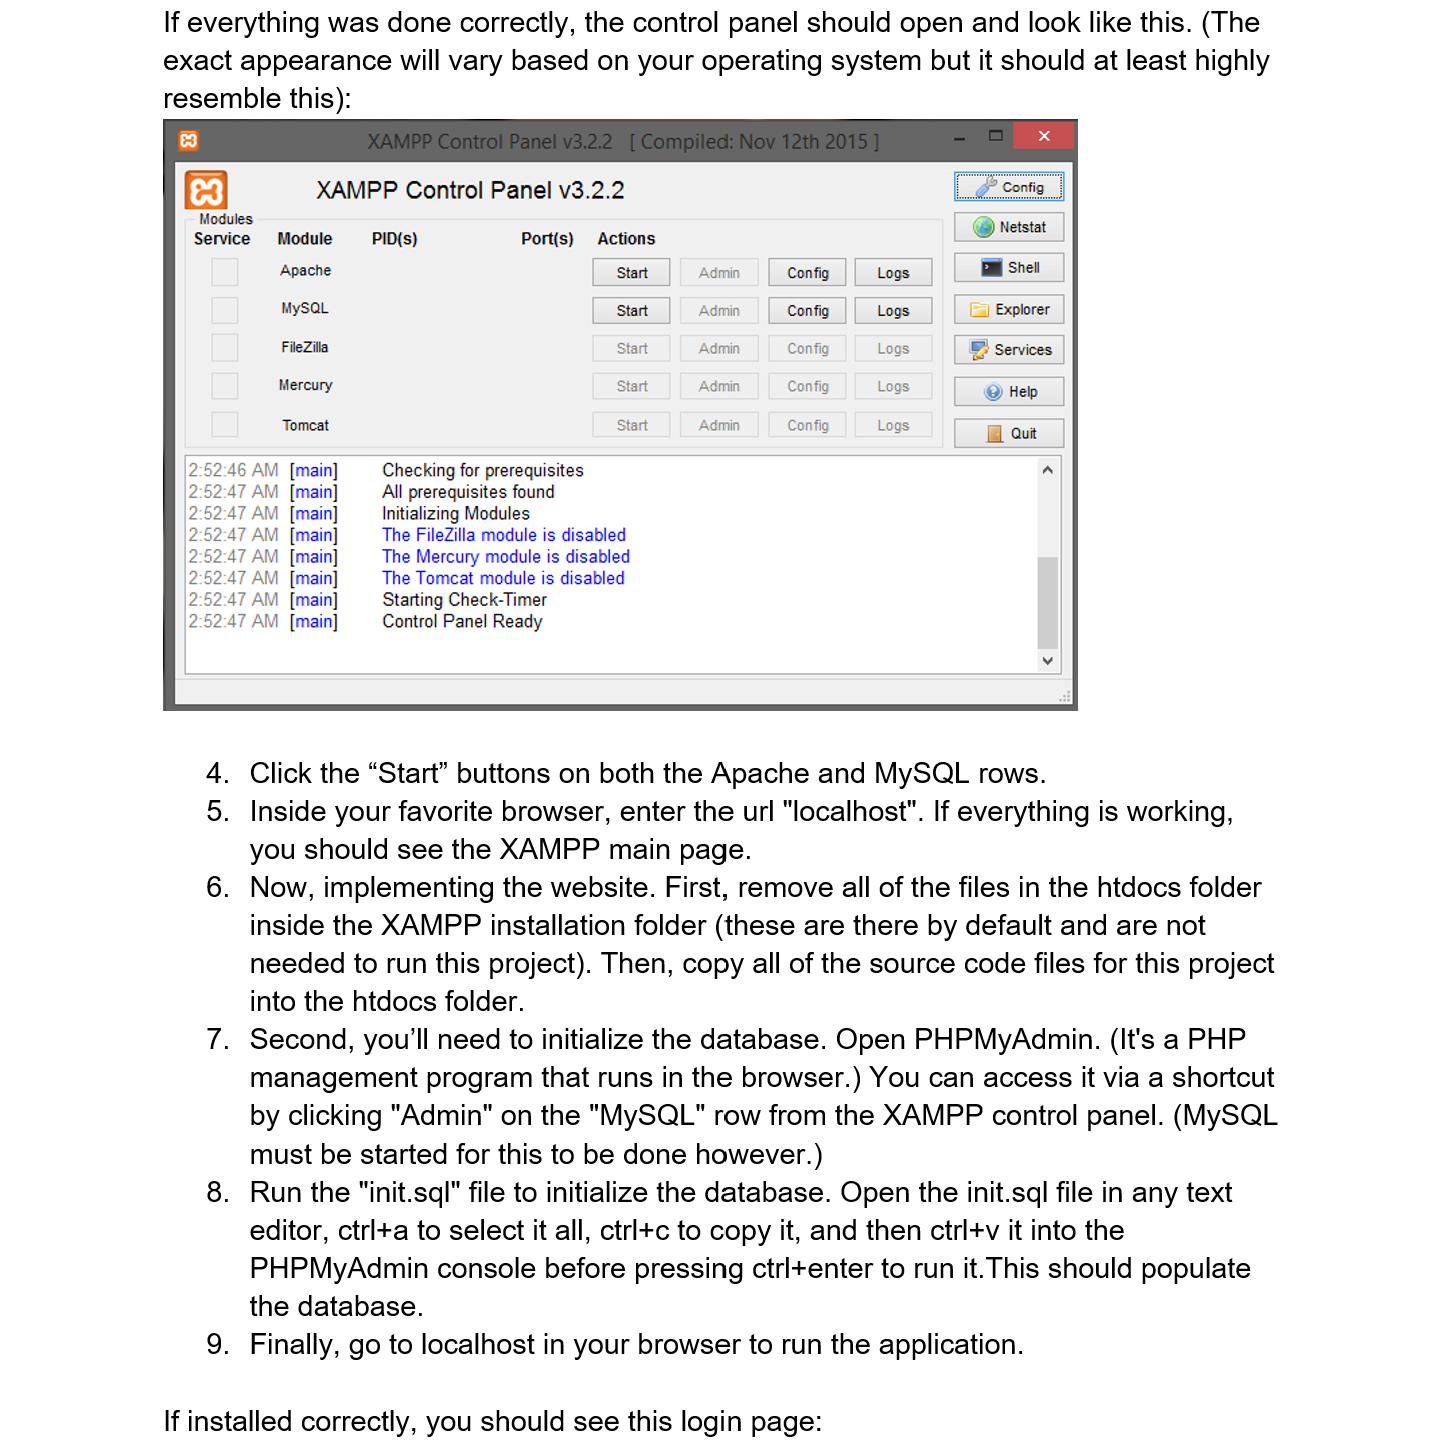 If everything was done correctly, the control panel should open and look like this. (The
exact appearance will vary based on your operating system but it should at least highly
resemble this):
XAMPP Control Panel v3.2.2 [ Compiled: Nov 12th 2015 ]
XAMPP Control Panel v3.2.2
Config
Modules
Netstat
Service Module PID(s) Port(s) Actions
Apache Start Admin Config Logs
Shell
MySQL Start Admin Config Logs
Explorer
FileZilla Start Admin Config Logs
Services
Mercury Start Admin Config Logs
Help
Tomcat Start Admin Config Logs
Quit
2:52:46 AM [main] Checking for prerequisites
2:52:47 AM [main] All prerequisites found
2:52:47 AM [main] Initializing Modules
2:52:47 AM [main] The FileZilla module is disabled
2:52:47 AM [main] The Mercury module is disabled
2:52:47 AM [main] The Tomcat module is disabled
2:52:47 AM [main] Starting Check-Timer
2:52:47 AM [main] Control Panel Ready
4. Click the “Start” buttons on both the Apache and MySQL rows.
5. Inside your favorite browser, enter the url "localhost". If everything is working,
you should see the XAMPP main page.
6. Now, implementing the website. First, remove all of the files in the htdocs folder
inside the XAMPP installation folder (these are there by default and are not
needed to run this project). Then, copy all of the source code files for this project
into the htdocs folder.
7. Second, you’ll need to initialize the database. Open PHPMyAdmin. (It's a PHP
management program that runs in the browser.) You can access it via a shortcut
by clicking "Admin" on the "MySQL" row from the XAMPP control panel. (MySQL
must be started for this to be done however.)
8. Run the "init.sql" file to initialize the database. Open the init.sql file in any text
editor, ctrl+a to select it all, ctrl+c to copy it, and then ctrl+v it into the
PHPMyAdmin console before pressing ctrl+enter to run it.This should populate
the database.
9. Finally, go to localhost in your browser to run the application.
If installed correctly, you should see this login page: